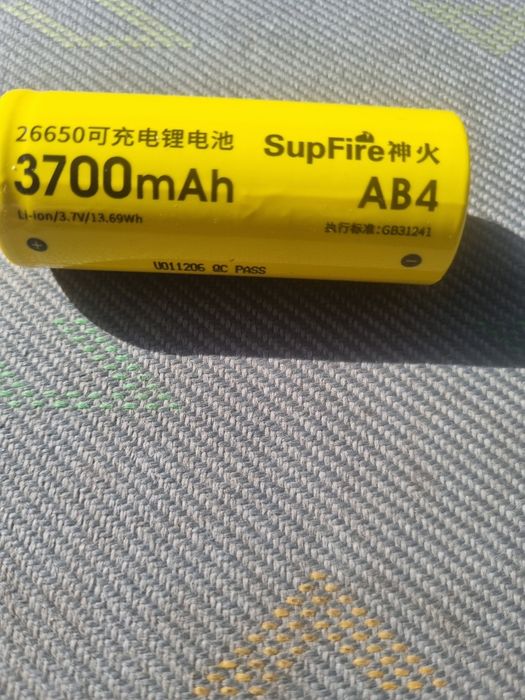 26650可充电锂电池
3700mAh
Li-ion/3.7V/13.69Wh
SupFire神火
AB4
执行标准:GB31241
+
-
U011206 QC PASS